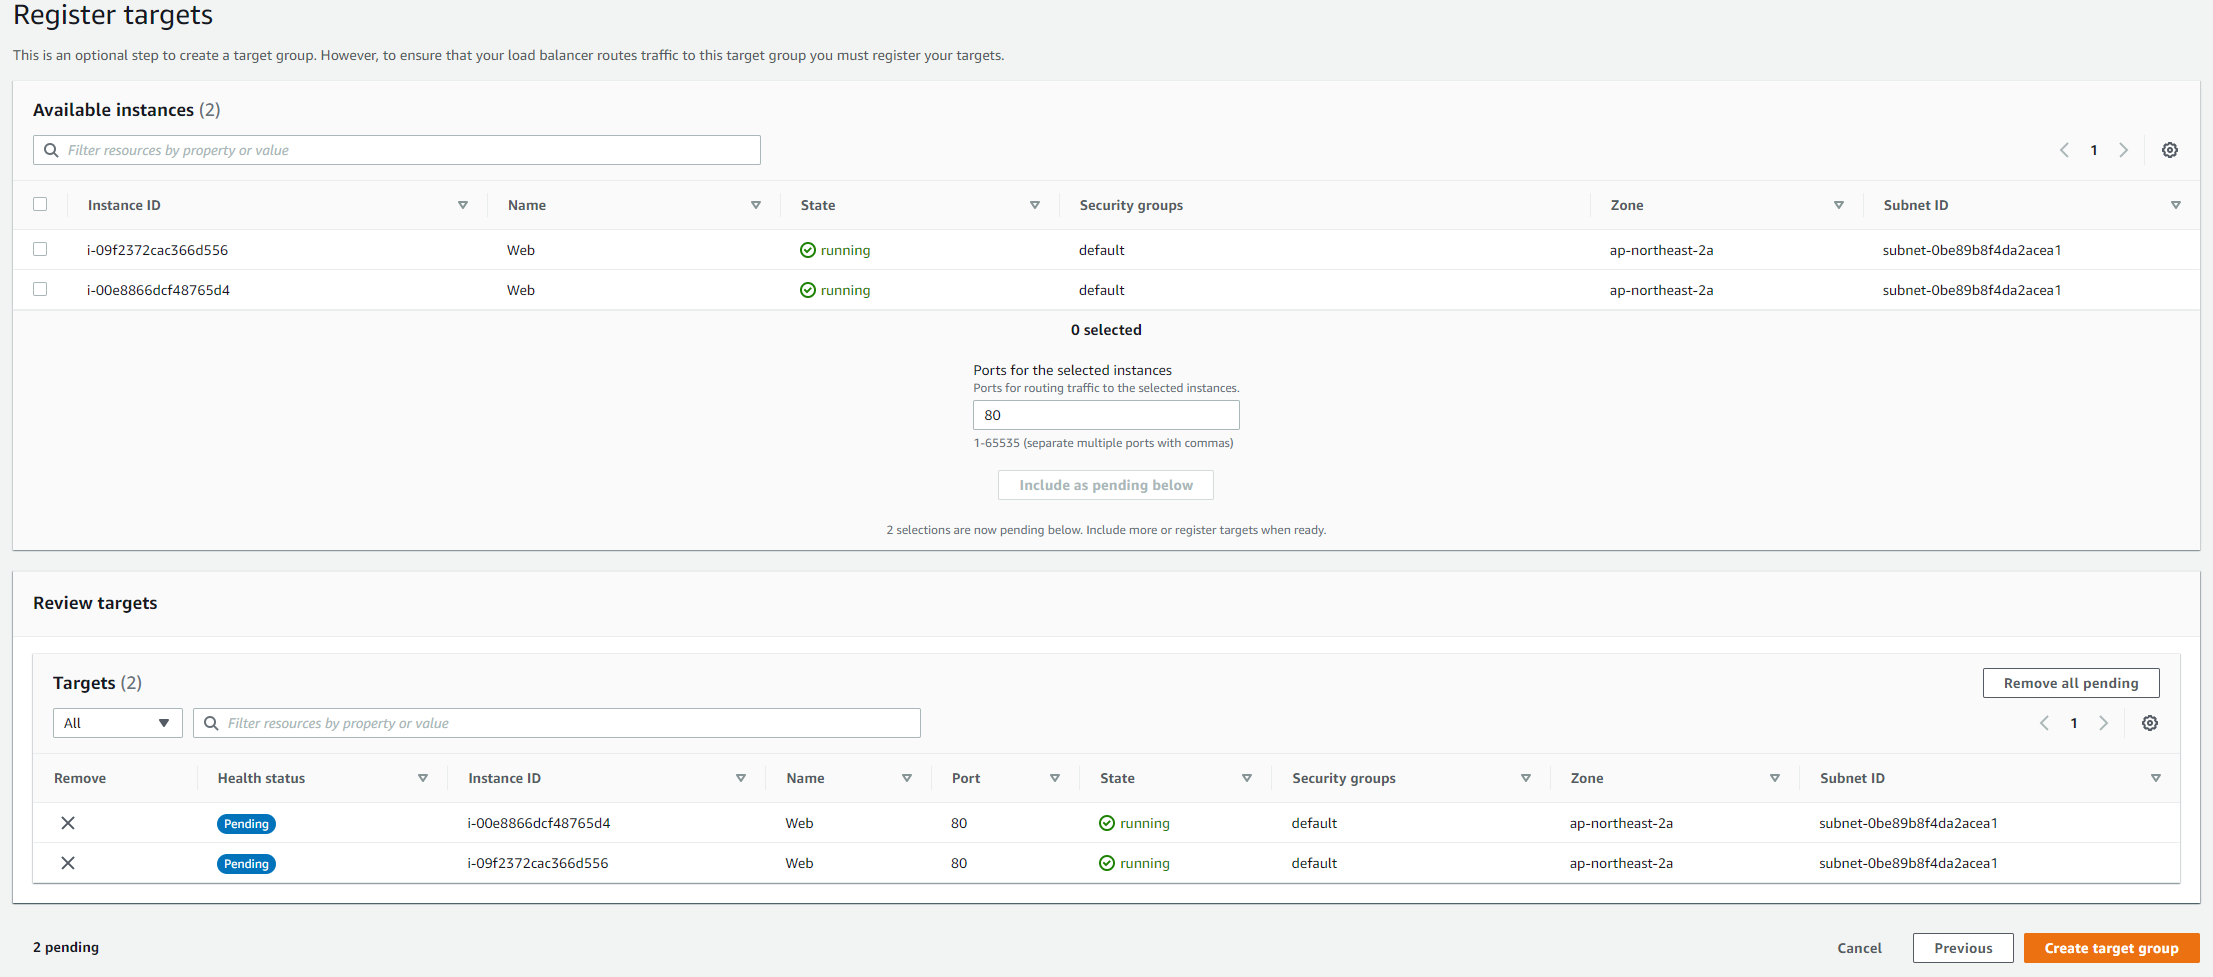 Register targets
This is an optional step to create a target group. However, to ensure that your load balancer routes traffic to this target group you must register your targets.
Available instances (2)
Filter resources by property or value
1
Instance ID Name State Security groups Zone Subnet ID
i-09f2372cac366d556 Web running default ap-northeast-2a subnet-0be89b8f4da2acea1
i-00e8866dcf48765d4 Web running default ap-northeast-2a subnet-0be89b8f4da2acea1
0 selected
Ports for the selected instances
Ports for routing traffic to the selected instances.
80
1-65535 (separate multiple ports with commas)
Include as pending below
2 selections are now pending below. Include more or register targets when ready.
Review targets
Targets (2) Remove all pending
All Filter resources by property or value 1
Remove Health status Instance ID Name Port State Security groups Zone Subnet ID
Pending i-00e8866dcf48765d4 Web 80 running default ap-northeast-2a subnet-0be89b8f4da2acea1
Pending i-09f2372cac366d556 Web 80 running default ap-northeast-2a subnet-0be89b8f4da2acea1
2 pending Cancel Previous Create target group